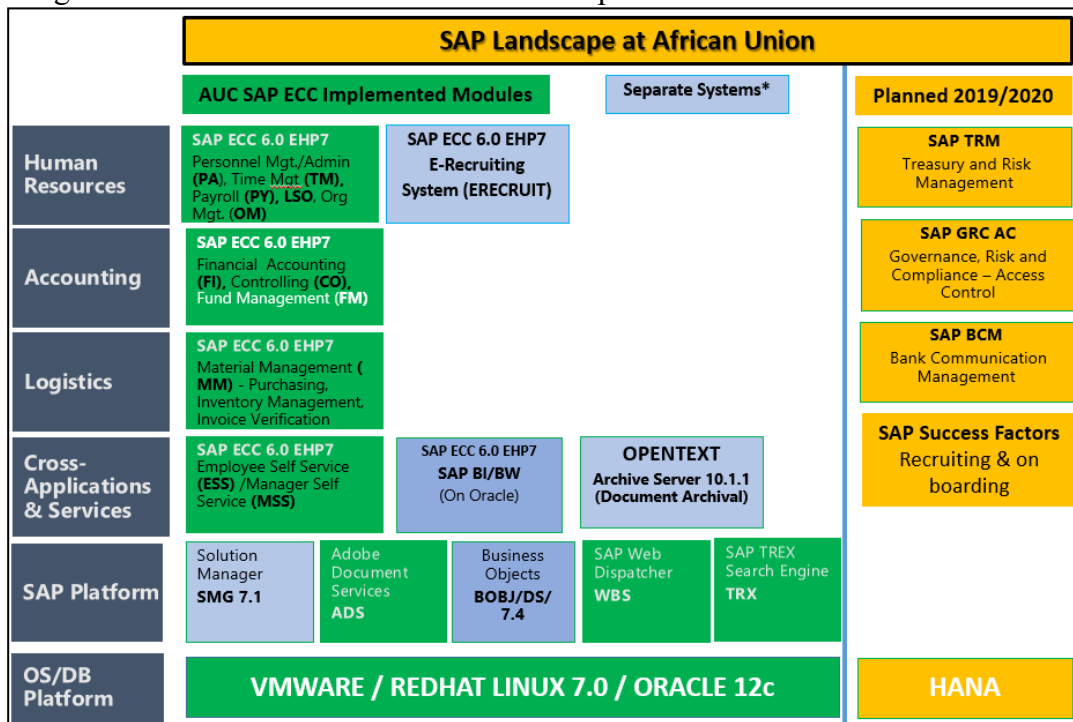 SAP Landscape at African Union
AUC SAP ECC Implemented Modules
Separate Systems*
Planned 2019/2020
Human
Resources
SAP ECC 6.0 EHP7
Personnel Mgt./Admin
(PA), Time Mgt (TM),
Payroll (PY), LSO, Org
Mgt. (OM)
SAP ECC 6.0 EHP7
E-Recruiting
System (ERECRUIT)
SAP TRM
Treasury and Risk
Management
Accounting
SAP ECC 6.0 EHP7
Financial Accounting
(FI), Controlling (CO),
Fund Management (FM)
SAP GRC AC
Governance, Risk and
Compliance – Access
Control
Logistics
SAP ECC 6.0 EHP7
Material Management (
MM) - Purchasing,
Inventory Management,
Invoice Verification
SAP BCM
Bank Communication
Management
Cross-
Applications
& Services
SAP ECC 6.0 EHP7
Employee Self Service
(ESS) /Manager Self
Service (MSS)
SAP ECC 6.0 EHP7
SAP BI/BW
(On Oracle)
OPENTEXT
Archive Server 10.1.1
(Document Archival)
SAP Success Factors
Recruiting & on
boarding
SAP Platform
Solution
Manager
SMG 7.1
Adobe
Document
Services
ADS
Business
Objects
BOBJ/DS/
7.4
SAP Web
Dispatcher
WBS
SAP TREX
Search Engine
TRX
OS/DB
Platform
VMWARE / REDHAT LINUX 7.0 / ORACLE 12c
HANA